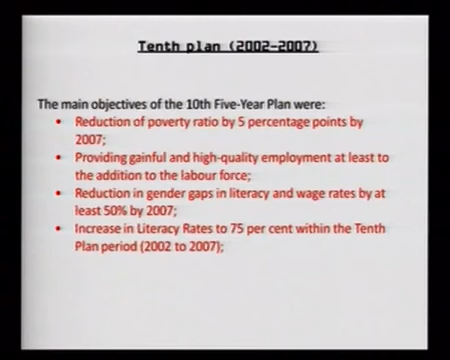 Tenth plan (2002-2007)
The main objectives of the 10th Five-Year Plan were:
• Reduction of poverty ratio by 5 percentage points by
2007;
• Providing gainful and high-quality employment at least to
the addition to the labour force;
• Reduction in gender gaps in literacy and wage rates by at
least 50% by 2007;
• Increase in Literacy Rates to 75 per cent within the Tenth
Plan period (2002 to 2007);